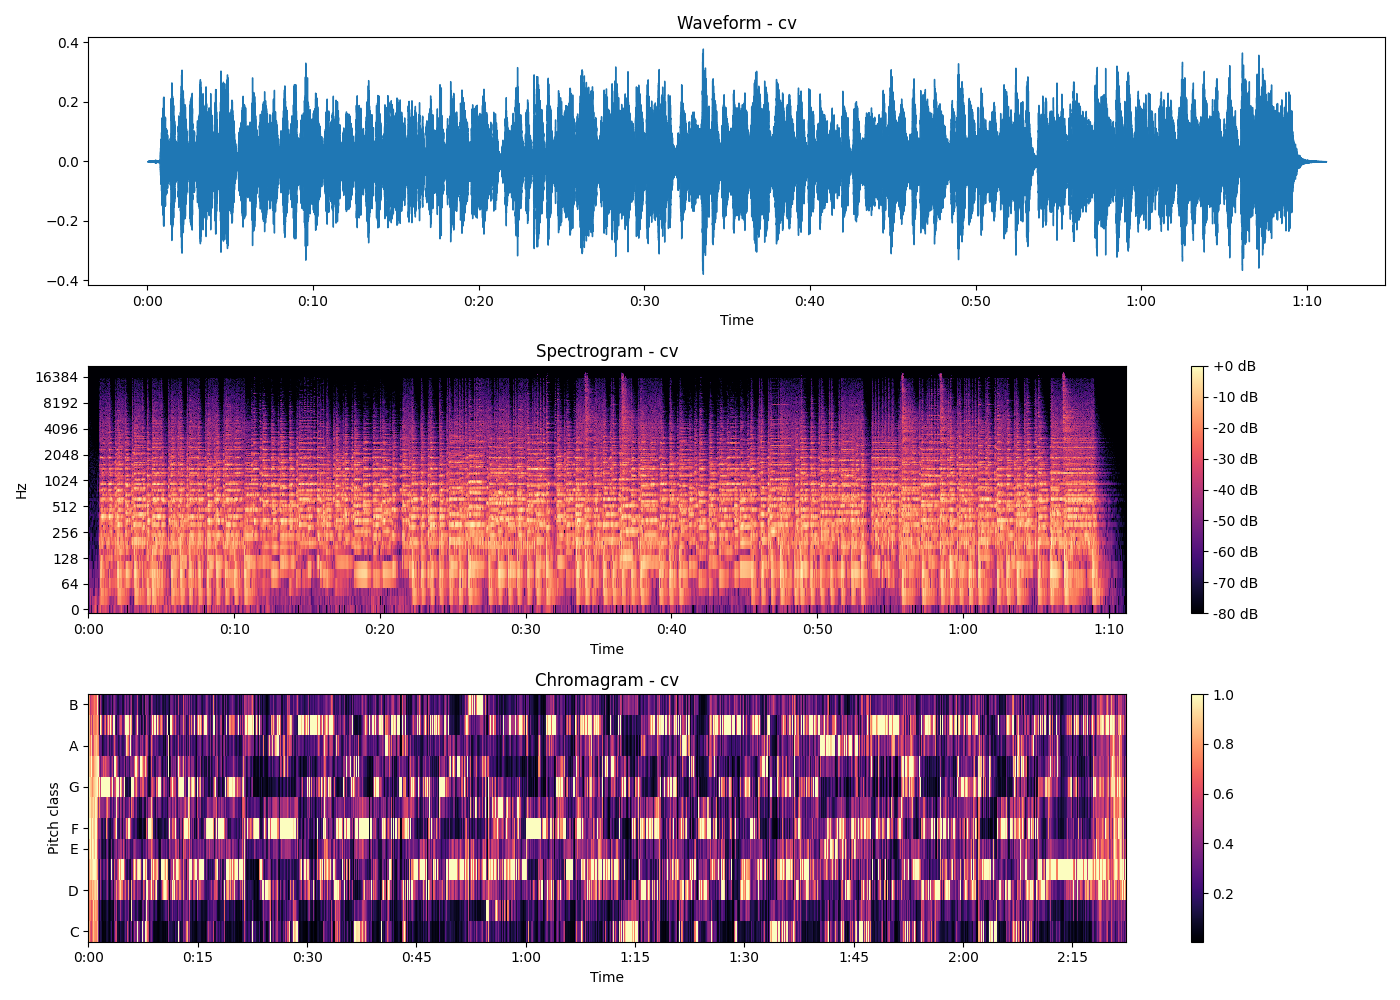 Waveform - cv
0.4
0.2
0.0
−0.2
−0.4
0:00 0:10 0:20 0:30 0:40 0:50 1:00 1:10
Time
Spectrogram - cv
Hz
16384
8192
4096
2048
1024
512
256
128
64
0
0:00 0:10 0:20 0:30 0:40 0:50 1:00 1:10
Time
+0 dB
-10 dB
-20 dB
-30 dB
-40 dB
-50 dB
-60 dB
-70 dB
-80 dB
Chromagram - cv
Pitch class
B
A
G
F
E
D
C
0:00 0:15 0:30 0:45 1:00 1:15 1:30 1:45 2:00 2:15
Time
1.0
0.8
0.6
0.4
0.2